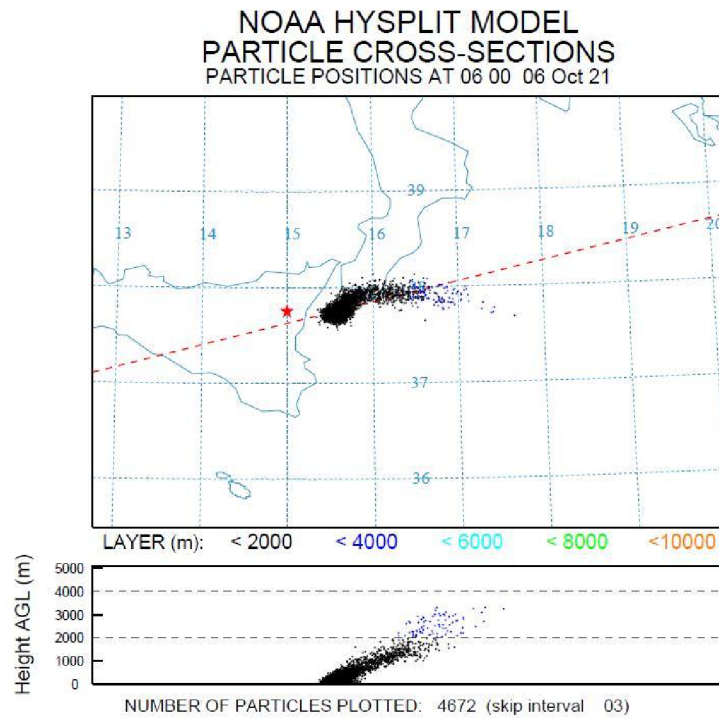 NOAA HYSPLIT MODEL
PARTICLE CROSS-SECTIONS
PARTICLE POSITIONS AT 06 00 06 Oct 21
39
13 14 15 16 17 18 19 20
37
36
LAYER (m): < 2000 < 4000 < 6000 < 8000 <10000
Height AGL (m)
5000
4000
3000
2000
1000
0
NUMBER OF PARTICLES PLOTTED: 4672 (skip interval 03)